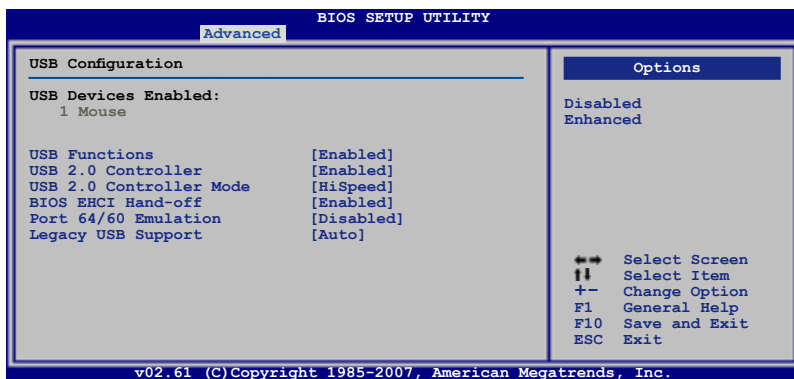 BIOS SETUP UTILITY
Advanced
USB Configuration
USB Devices Enabled:
1 Mouse
USB Functions [Enabled]
USB 2.0 Controller [Enabled]
USB 2.0 Controller Mode [HiSpeed]
BIOS EHCI Hand-off [Enabled]
Port 64/60 Emulation [Disabled]
Legacy USB Support [Auto]
Options
Disabled
Enhanced
←→ Select Screen
↑↓ Select Item
+- Change Option
F1 General Help
F10 Save and Exit
ESC Exit
v02.61 (C)Copyright 1985-2007, American Megatrends, Inc.